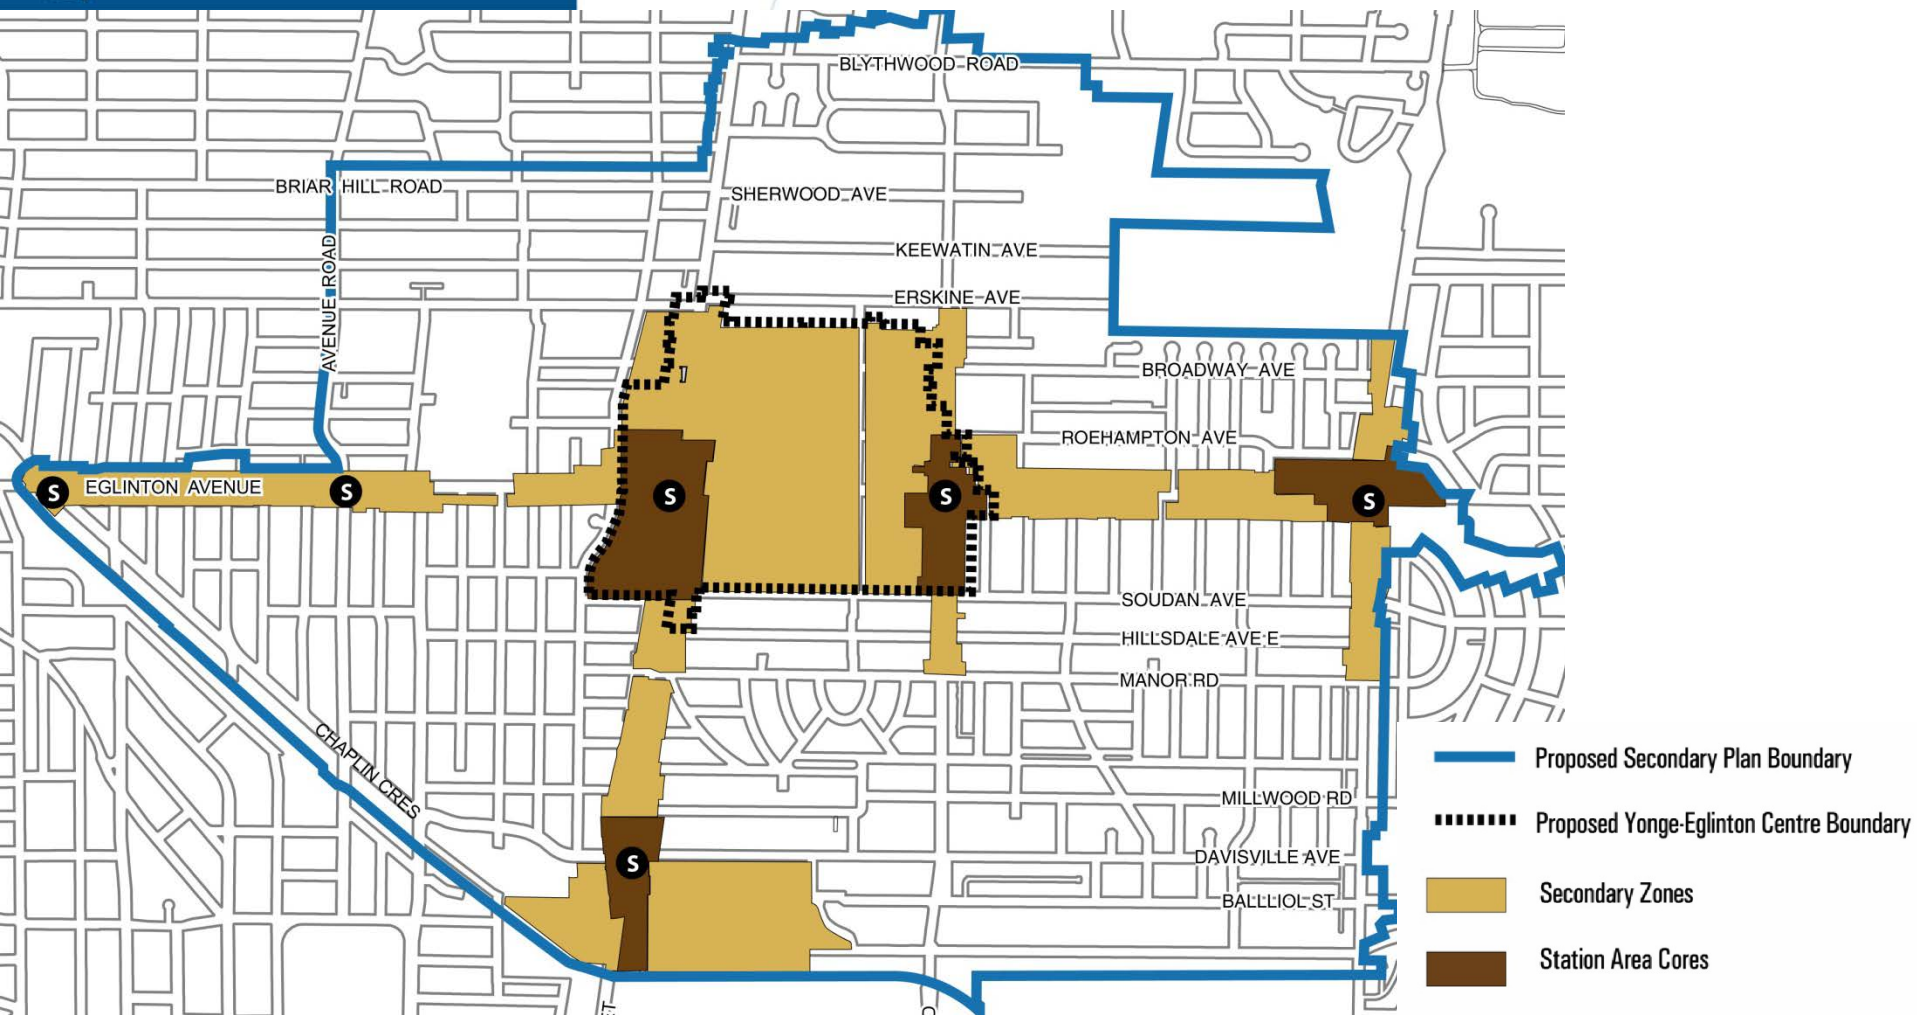 BLYTHWOOD ROAD
BRIAR HILL ROAD
SHERWOOD AVE
AVENUE ROAD
KEEWATIN AVE
ERSKINE AVE
BROADWAY AVE
ROEHAMPTON AVE
S
EGLINTON AVENUE
S
S
S
S
SOUDAN AVE
HILLSDALE AVE E
MANOR RD
CHAPLIN CRES
MILLWOOD RD
S
DAVISVILLE AVE
BALLLIOL ST
Proposed Secondary Plan Boundary
Proposed Yonge-Eglinton Centre Boundary
Secondary Zones
Station Area Cores